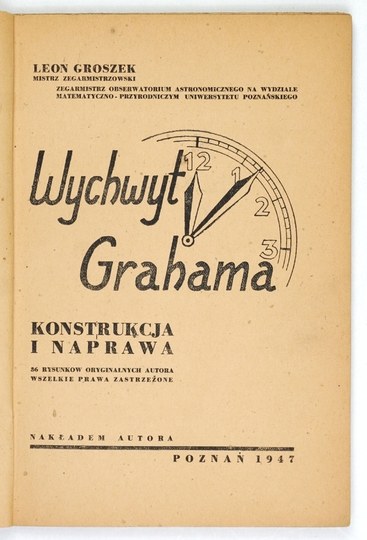 LEON GROSZEK
MISTRZ ZEGARMISTRZOWSKI
ZEGARMISTRZ OBSERWATORIUM ASTRONOMICZNEGO NA WYDZIALE
MATEMATYCZNO-PRZYRODNICZYM UNIWERSYTETU POZNAŃSKIEGO
12
1
2
3
Wychwyt
Grahama
KONSTRUKCJA
I NAPRAWA
36 RYSUNKÓW ORYGINALNYCH AUTORA
WSZELKIE PRAWA ZASTRZEŻONE
NAKŁADEM AUTORA
POZNAŃ 1947